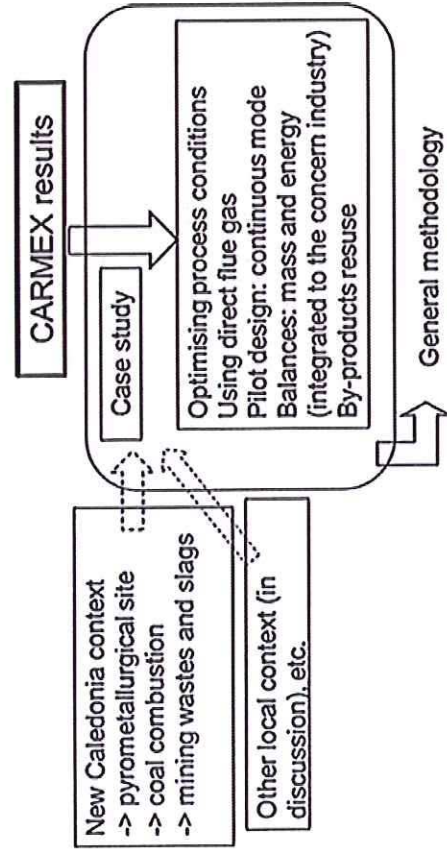 CARMEX results
Case study
New Caledonia context
-> pyrometallurgical site
-> coal combustion
-> mining wastes and slags
Other local context (in
discussion), etc.
Optimising process conditions
Using direct flue gas
Pilot design: continuous mode
Balances: mass and energy
(integrated to the concern industry)
By-products resuse
General methodology